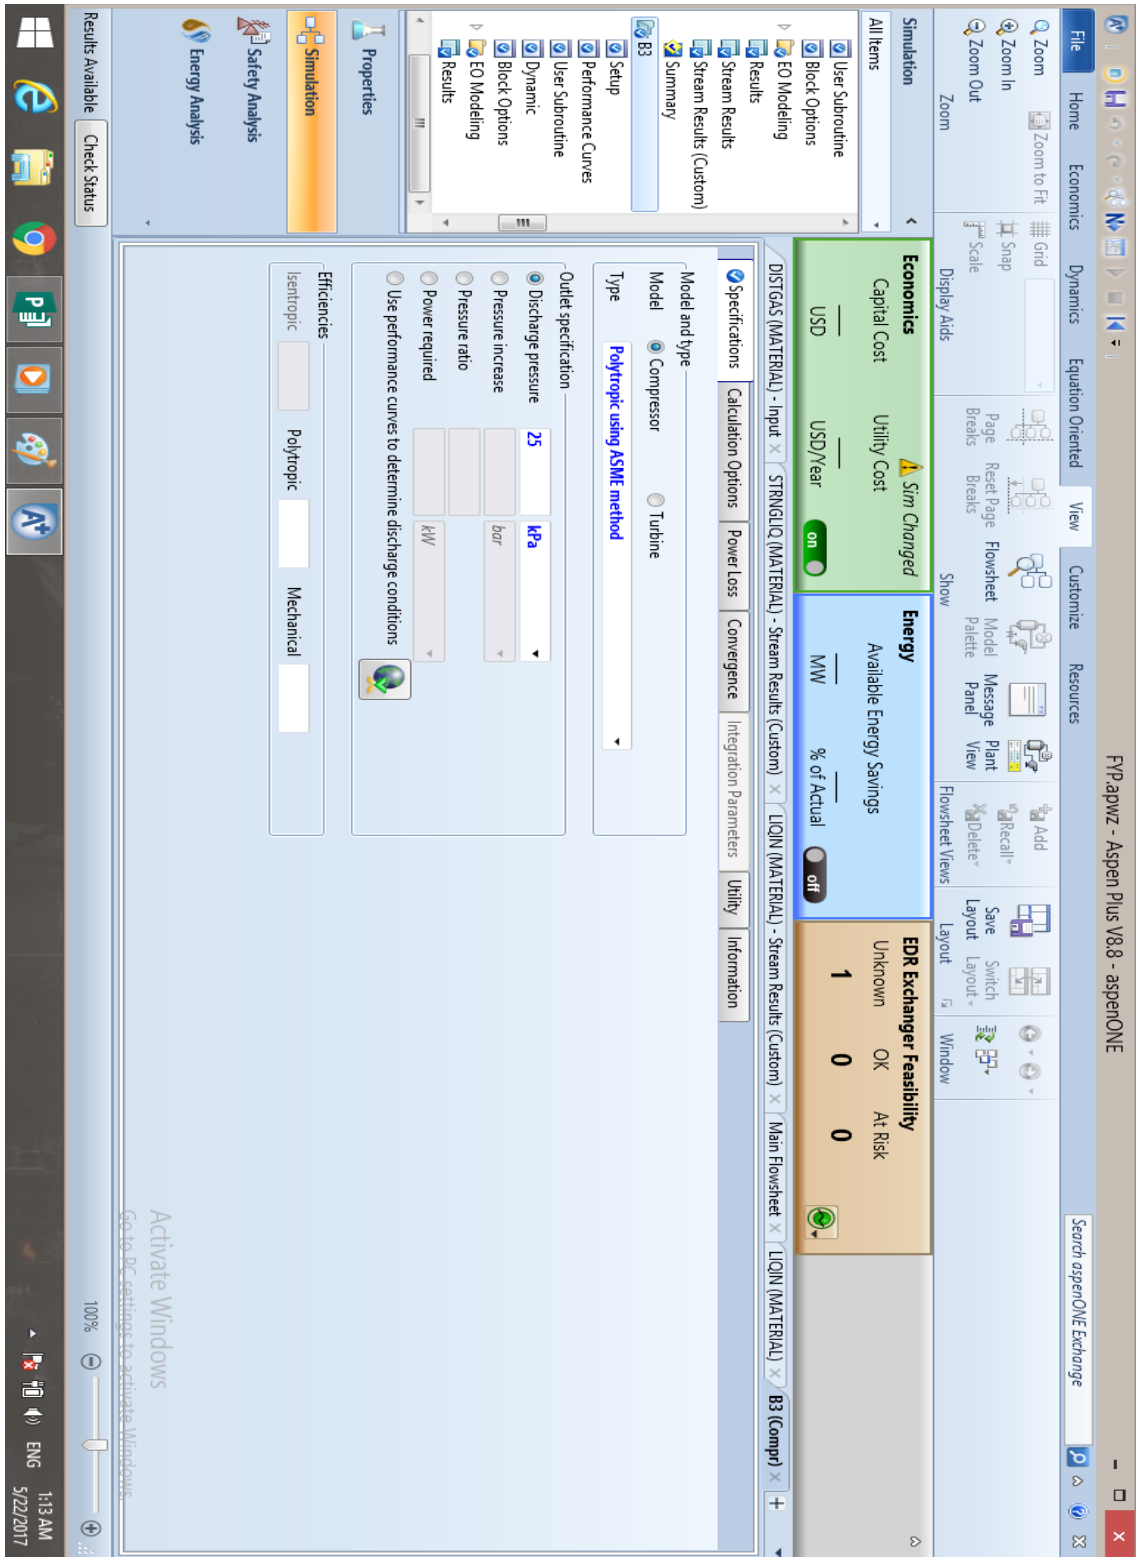 FYP.apwz - Aspen Plus V8.8 - aspenONE
File Home Economics Dynamics Equation Oriented View Customize Resources
Search aspenONE Exchange
Zoom
Zoom In
Zoom Out
Zoom to Fit
Zoom
Grid
Snap
Scale
Display Aids
Page Breaks
Reset Page Breaks
Flowsheet
Model Palette
Message Panel
Plant View
Show
Add
Recall
Delete
Flowsheet Views
Save Layout
Switch Layout
Layout
Window
Simulation
All Items
User Subroutine
Block Options
EO Modeling
Results
Stream Results
Stream Results (Custom)
Summary
B3
Setup
Performance Curves
User Subroutine
Dynamic
Block Options
EO Modeling
Results
Properties
Simulation
Safety Analysis
Energy Analysis
Economics
Sim Changed
Capital Cost Utility Cost
USD USD/Year
on
Energy
Available Energy Savings
MW % of Actual
off
EDR Exchanger Feasibility
Unknown OK At Risk
1 0 0
DISTGAS (MATERIAL) - Input STRNGLIQ (MATERIAL) - Stream Results (Custom) LIQIN (MATERIAL) - Stream Results (Custom) Main Flowsheet LIQIN (MATERIAL) B3 (Compr)
Specifications Calculation Options Power Loss Convergence Integration Parameters Utility Information
Model and type
Model Compressor Turbine
Type Polytropic using ASME method
Outlet specification
Discharge pressure 25 kPa
Pressure increase bar
Pressure ratio
Power required kW
Use performance curves to determine discharge conditions
Efficiencies
Isentropic Polytropic Mechanical
Activate Windows
Go to PC settings to activate Windows.
Results Available Check Status
100%
ENG
1:13 AM
5/22/2017